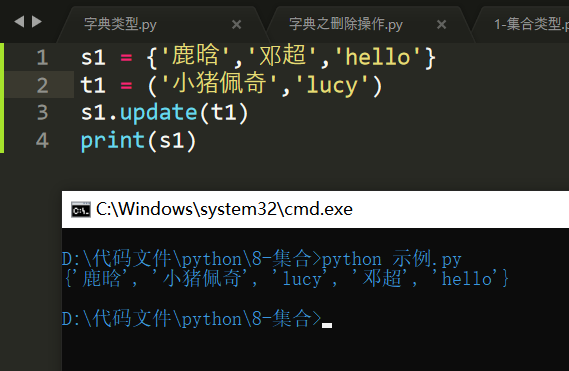 字典类型.py
字典之删除操作.py
1-集合类型.p
1 s1 = {'鹿晗','邓超','hello'}
2 t1 = ('小猪佩奇','lucy')
3 s1.update(t1)
4 print(s1)
C:\Windows\system32\cmd.exe
D:\代码文件\python\8-集合>python 示例.py
{'鹿晗', '小猪佩奇', 'lucy', '邓超', 'hello'}
D:\代码文件\python\8-集合>